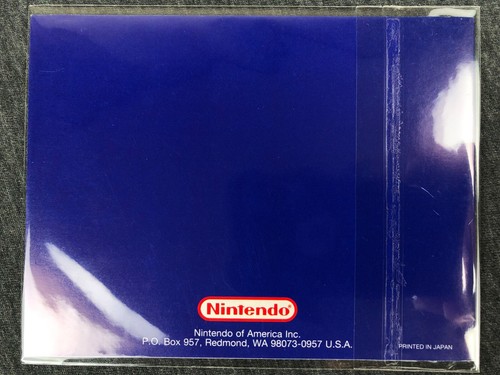 Nintendo®
Nintendo of America Inc.
P.O. Box 957, Redmond, WA 98073-0957 U.S.A.
PRINTED IN JAPAN